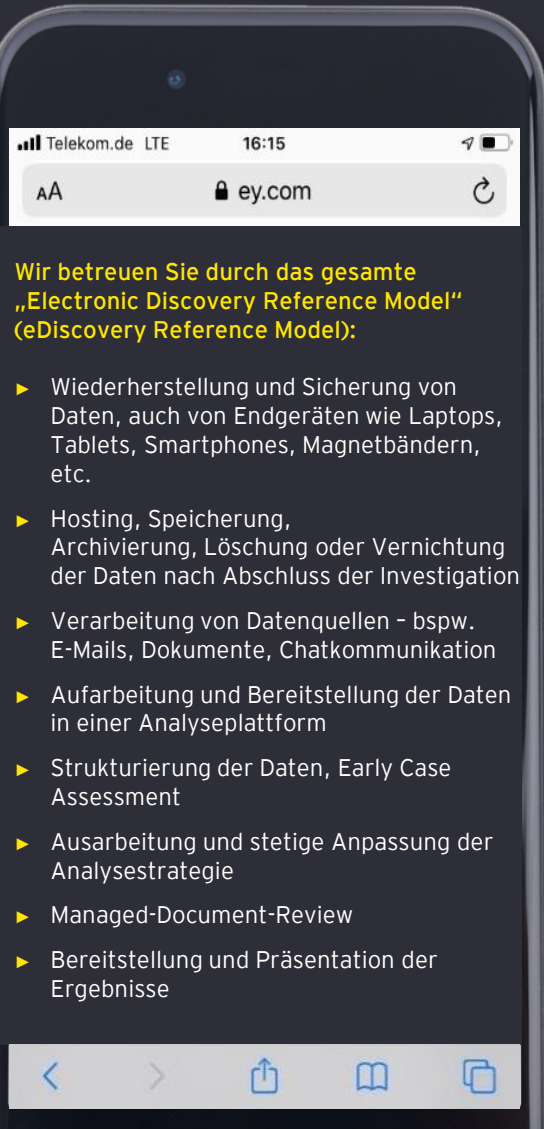 Telekom.de LTE 16:15
AA ey.com
Wir betreuen Sie durch das gesamte
„Electronic Discovery Reference Model“
(eDiscovery Reference Model):
► Wiederherstellung und Sicherung von
Daten, auch von Endgeräten wie Laptops,
Tablets, Smartphones, Magnetbändern,
etc.
► Hosting, Speicherung,
Archivierung, Löschung oder Vernichtung
der Daten nach Abschluss der Investigation
► Verarbeitung von Datenquellen – bspw.
E-Mails, Dokumente, Chatkommunikation
► Aufarbeitung und Bereitstellung der Daten
in einer Analyseplattform
► Strukturierung der Daten, Early Case
Assessment
► Ausarbeitung und stetige Anpassung der
Analysestrategie
► Managed-Document-Review
► Bereitstellung und Präsentation der
Ergebnisse